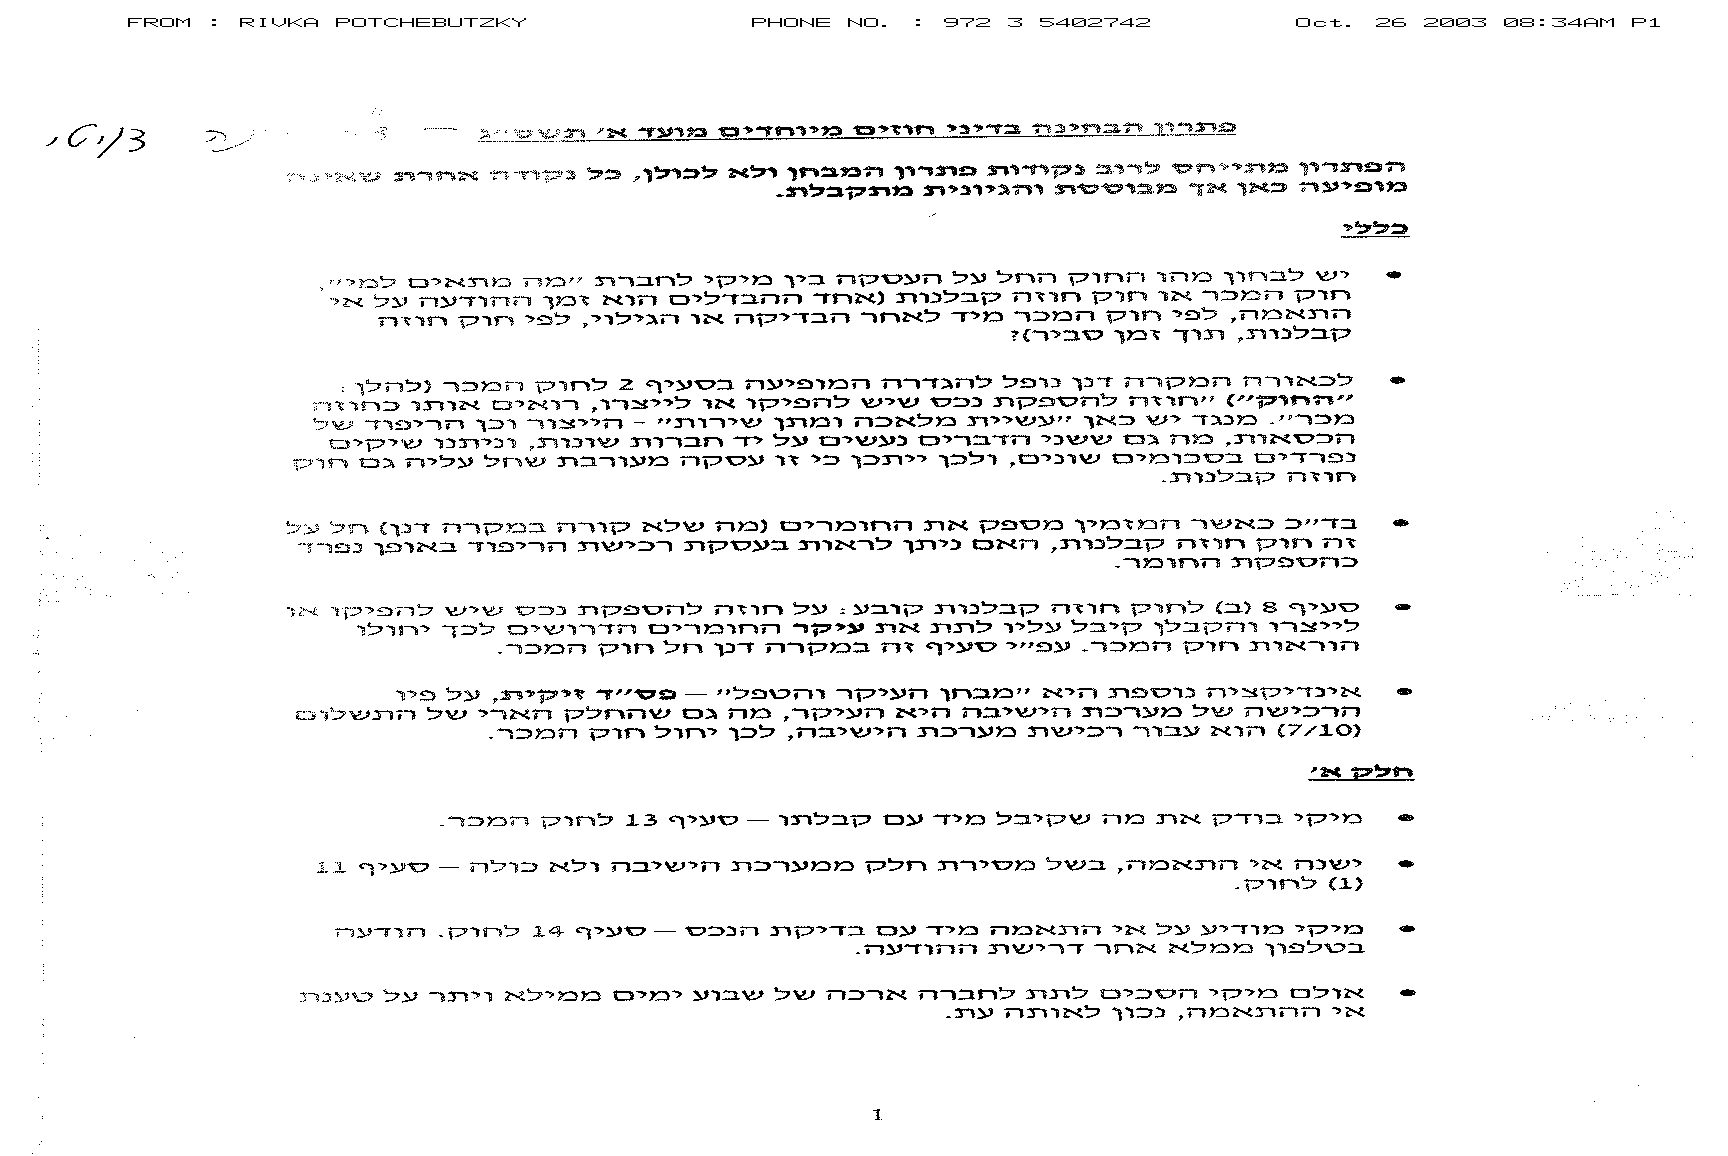 FROM : RIVKA POTCHEBUTZKY PHONE NO. : 972 3 5402742 Oct. 26 2003 08:34AM P1
פתרון הבחינה בדיני חוזים מיוחדים מועד א' תשס"ג
הפתרון מתייחס לרוב נקודות פתרון המבחן ולא לכולן, כל נקודה אחרת שאינה
מופיעה כאן אך מבוססת והגיונית מתקבלת.
כללי
• יש לבחון מהו החוק החל על העסקה בין מיקי לחברת "מה מתאים למי",
חוק המכר או חוק חוזה קבלנות (אחד ההבדלים הוא זמן ההודעה על אי
התאמה, לפי חוק המכר מיד לאחר הבדיקה או הגילוי, לפי חוק חוזה
קבלנות, תוך זמן סביר)?
• לכאורה המקרה דנן נופל להגדרה המופיעה בסעיף 2 לחוק המכר (להלן :
"החוק") "חוזה להספקת נכס שיש להפיקו או לייצרו, רואים אותו כחוזה
מכר". מנגד יש כאן "עשיית מלאכה ומתן שירות" - הייצור וכן הריפוד של
הכסאות, מה גם ששני הדברים נעשים על יד חברות שונות, וניתנו שיקים
נפרדים בסכומים שונים, ולכן ייתכן כי זו עסקה מעורבת שחל עליה גם חוק
חוזה קבלנות.
• בד"כ כאשר המזמין מספק את החומרים (מה שלא קורה במקרה דנן) חל על
זה חוק חוזה קבלנות, האם ניתן לראות בעסקת רכישת הריפוד באופן נפרד
כהספקת החומר.
• סעיף 8 (ב) לחוק חוזה קבלנות קובע : על חוזה להספקת נכס שיש להפיקו או
לייצרו והקבלן קיבל עליו לתת את עיקר החומרים הדרושים לכך יחולו
הוראות חוק המכר. עפ"י סעיף זה במקרה דנן חל חוק המכר.
• אינדיקציה נוספת היא "מבחן העיקר והטפל" – פס"ד זיקית, על פיו
הרכישה של מערכת הישיבה היא העיקר, מה גם שהחלק הארי של התשלום
(7/10) הוא עבור רכישת מערכת הישיבה, לכן יחול חוק המכר.
חלק א'
• מיקי בודק את מה שקיבל מיד עם קבלתו – סעיף 13 לחוק המכר.
• ישנה אי התאמה, בשל מסירת חלק ממערכת הישיבה ולא כולה – סעיף 11
(1) לחוק.
• מיקי מודיע על אי התאמה מיד עם בדיקת הנכס – סעיף 14 לחוק. הודעה
בטלפון ממלא אחר דרישת ההודעה.
• אולם מיקי הסכים לתת לחברה ארכה של שבוע ימים ממילא ויתר על טענת
אי ההתאמה, נכון לאותה עת.
1